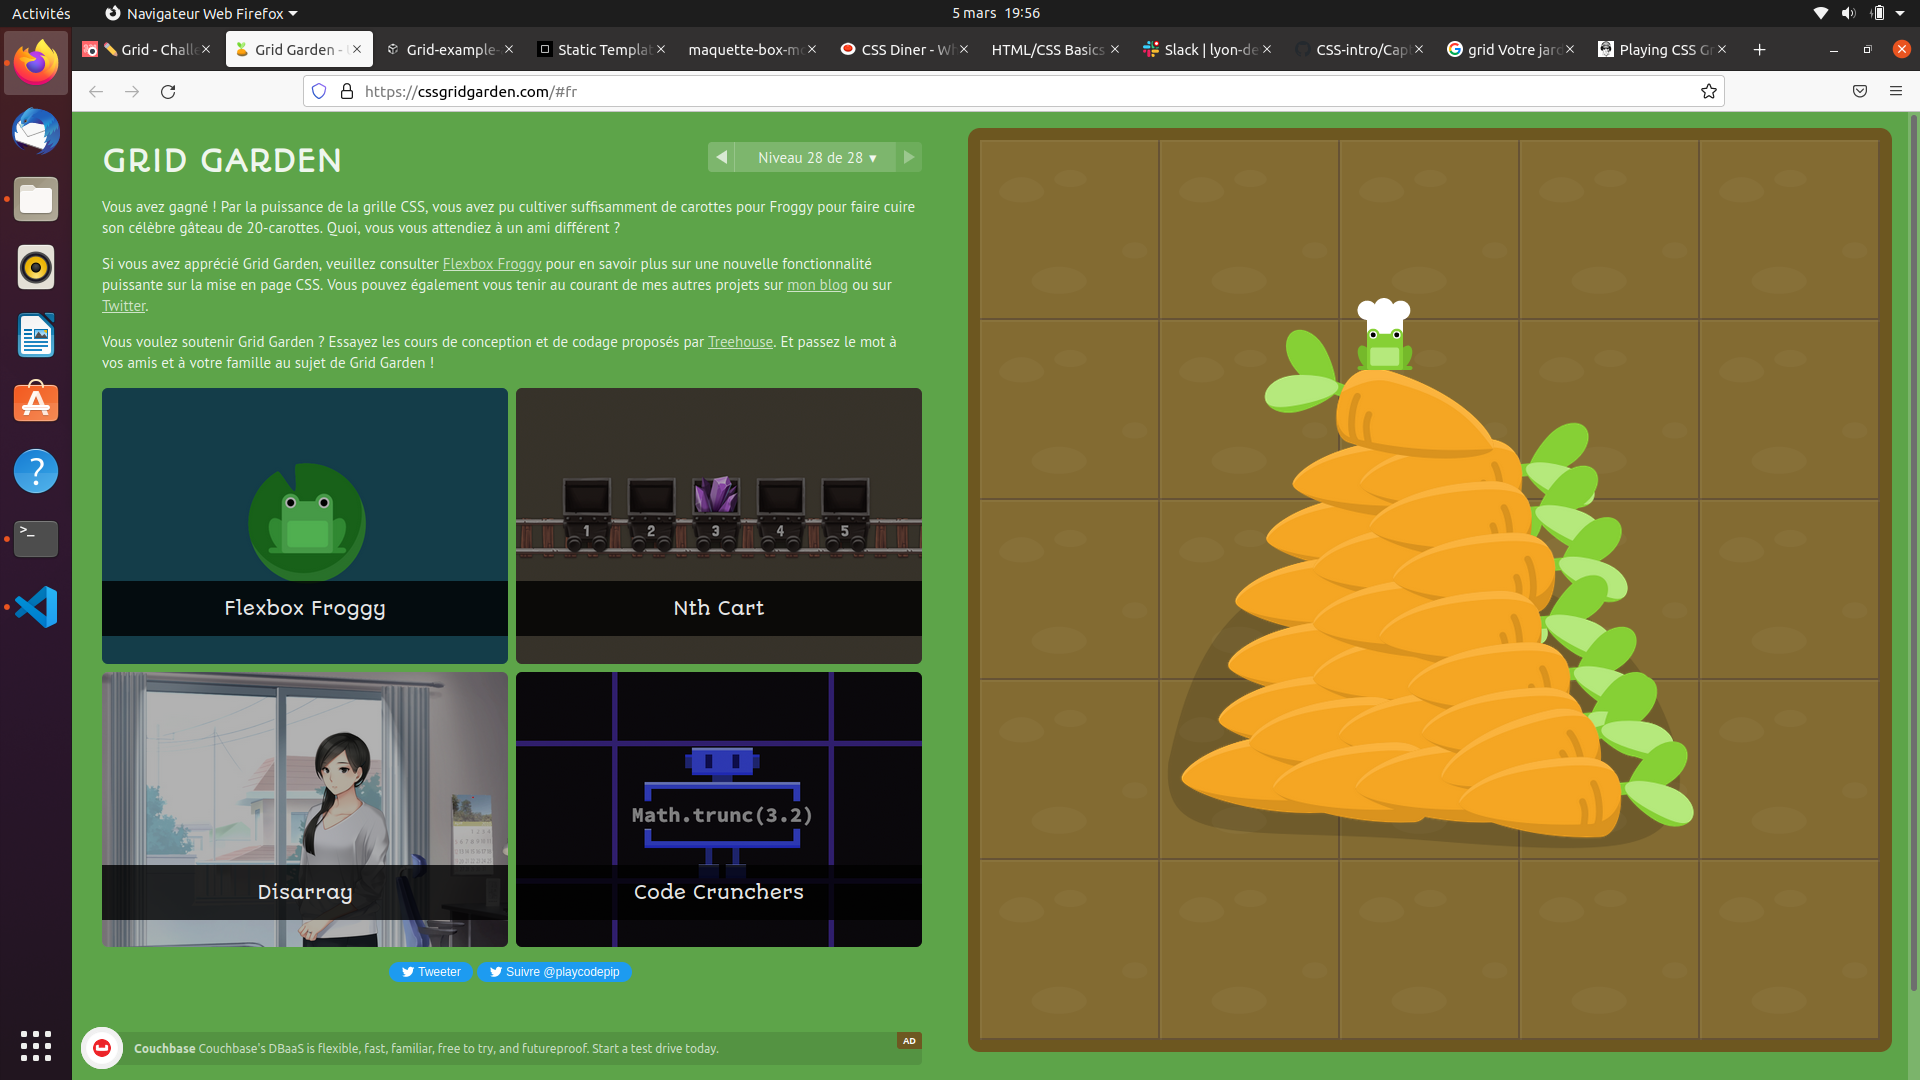 Activités
Navigateur Web Firefox
5 mars 19:56
Grid - Challe
Grid Garden -
Grid-example-
Static Templat
maquette-box-mo
CSS Diner - Wh
HTML/CSS Basics
Slack | lyon-de
CSS-intro/Capt
grid Votre jard
Playing CSS Gr
https://cssgridgarden.com/#fr
GRID GARDEN
Niveau 28 de 28 ▾
Vous avez gagné ! Par la puissance de la grille CSS, vous avez pu cultiver suffisamment de carottes pour Froggy pour faire cuire
son célèbre gâteau de 20-carottes. Quoi, vous vous attendiez à un ami différent ?
Si vous avez apprécié Grid Garden, veuillez consulter Flexbox Froggy pour en savoir plus sur une nouvelle fonctionnalité
puissante sur la mise en page CSS. Vous pouvez également vous tenir au courant de mes autres projets sur mon blog ou sur
Twitter.
Vous voulez soutenir Grid Garden ? Essayez les cours de conception et de codage proposés par Treehouse. Et passez le mot à
vos amis et à votre famille au sujet de Grid Garden !
Flexbox Froggy
1 2 3 4 5
Nth Cart
Disarray
Math.trunc(3.2)
Code Crunchers
Tweeter
Suivre @playcodepip
Couchbase Couchbase's DBaaS is flexible, fast, familiar, free to try, and futureproof. Start a test drive today.
AD